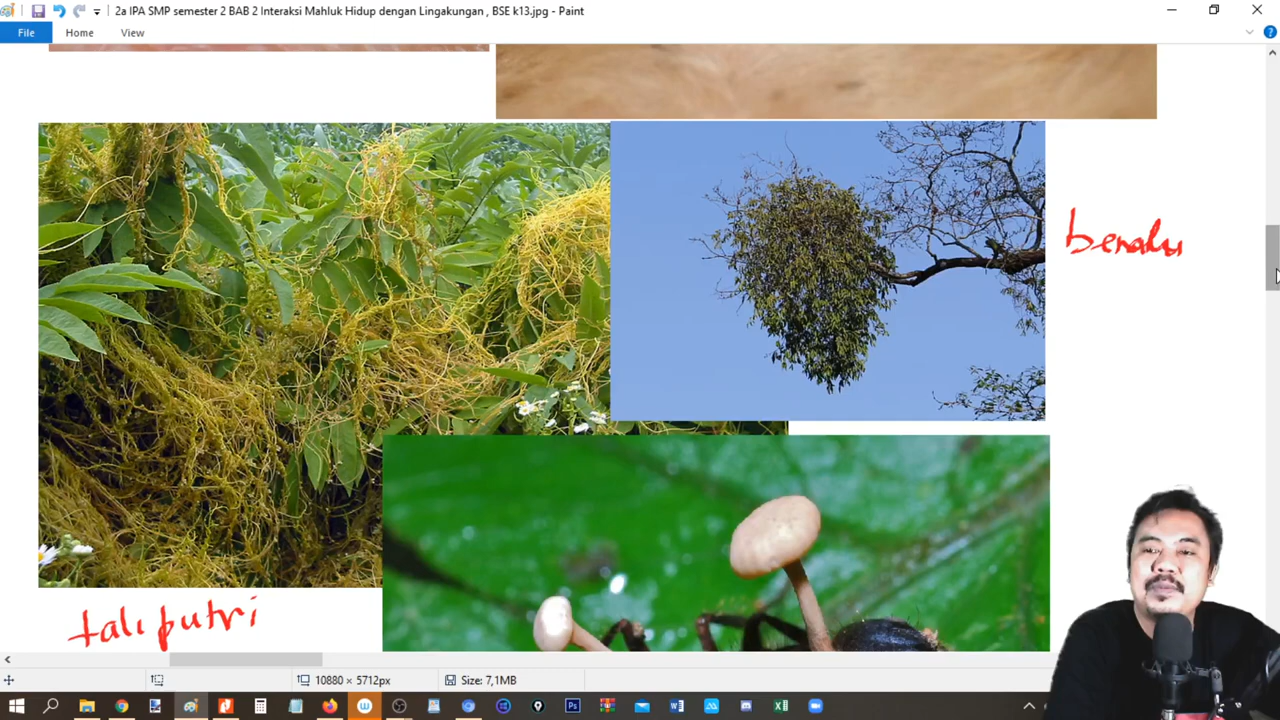 2a IPA SMP semester 2 BAB 2 Interaksi Mahluk Hidup dengan Lingakungan , BSE k13.jpg - Paint
File Home View
benalu
tali putri
10880 × 5712px
Size: 7,1MB